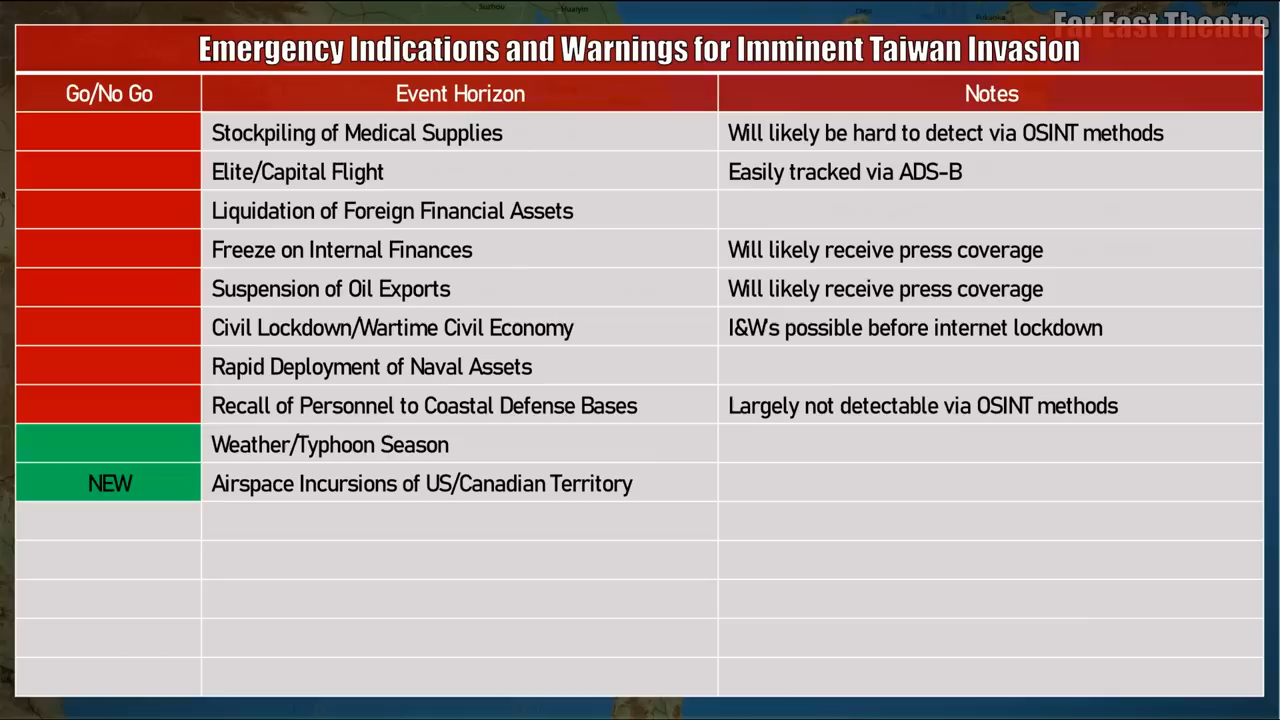 Suzhou
Huaiyin
Far East Theatre
Emergency Indications and Warnings for Imminent Taiwan Invasion
Go/No Go Event Horizon Notes
Stockpiling of Medical Supplies Will likely be hard to detect via OSINT methods
Elite/Capital Flight Easily tracked via ADS-B
Liquidation of Foreign Financial Assets
Freeze on Internal Finances Will likely receive press coverage
Suspension of Oil Exports Will likely receive press coverage
Civil Lockdown/Wartime Civil Economy I&W's possible before internet lockdown
Rapid Deployment of Naval Assets
Recall of Personnel to Coastal Defense Bases Largely not detectable via OSINT methods
Weather/Typhoon Season
NEW Airspace Incursions of US/Canadian Territory